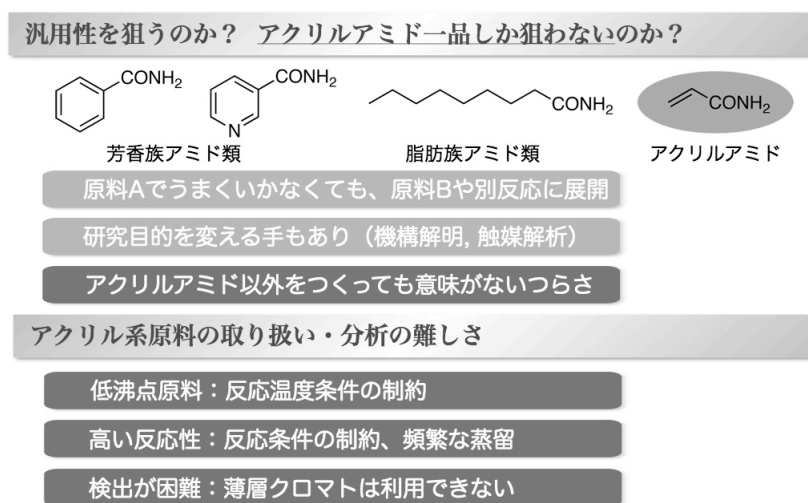 汎用性を狙うのか？ アクリルアミド一品しか狙わないのか？
CONH2 CONH2 CONH2 CONH2
N
芳香族アミド類 脂肪族アミド類 アクリルアミド
原料Aでうまくいかなくても、原料Bや別反応に展開
研究目的を変える手もあり（機構解明, 触媒解析）
アクリルアミド以外をつくっても意味がないつらさ
アクリル系原料の取り扱い・分析の難しさ
低沸点原料：反応温度条件の制約
高い反応性：反応条件の制約、頻繁な蒸留
検出が困難：薄層クロマトは利用できない